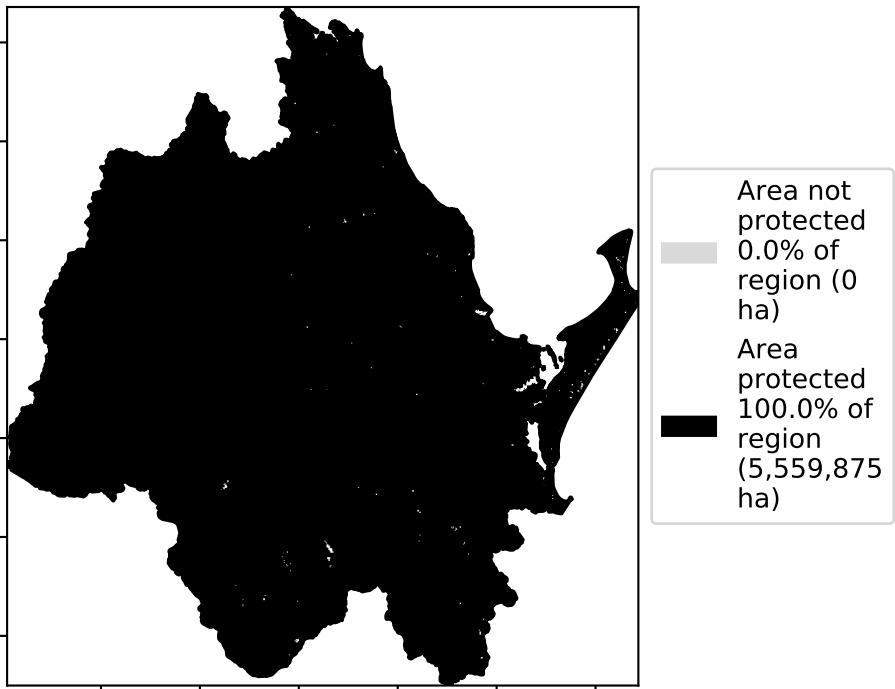 Area not
protected
0.0% of
region (0
ha)
Area
protected
100.0% of
region
(5,559,875
ha)